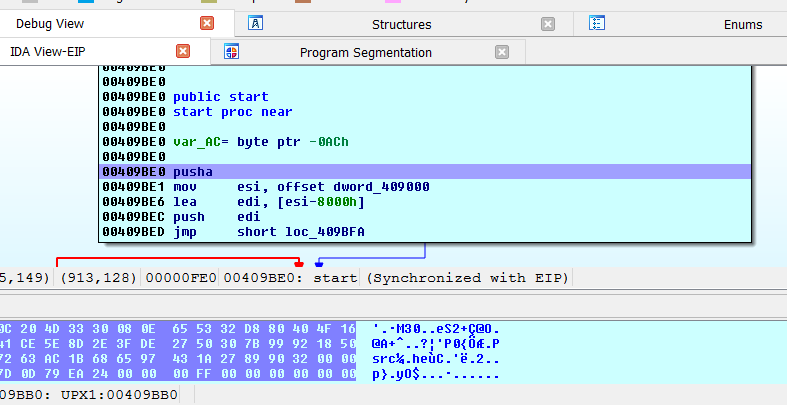 Debug View
Structures
Enums
IDA View-EIP
Program Segmentation
00409BE0
00409BE0
00409BE0 public start
00409BE0 start proc near
00409BE0
00409BE0 var_AC= byte ptr -0ACh
00409BE0
00409BE0 pusha
00409BE1 mov     esi, offset dword_409000
00409BE6 lea     edi, [esi-8000h]
00409BEC push    edi
00409BED jmp     short loc_409BFA
5,149) (913,128) 00000FE0 00409BE0: start (Synchronized with EIP)
0C 20 4D 33 30 08 0E  65 53 32 D8 80 40 4F 16
41 CE 5E 8D 2E 3F DE  27 50 30 7B 99 92 18 50
72 63 AC 1B 68 65 97  43 1A 27 89 90 32 00 00
7D 0D 79 EA 24 00 00  00 FF 00 00 00 00 00 00
09BB0: UPX1:00409BB0